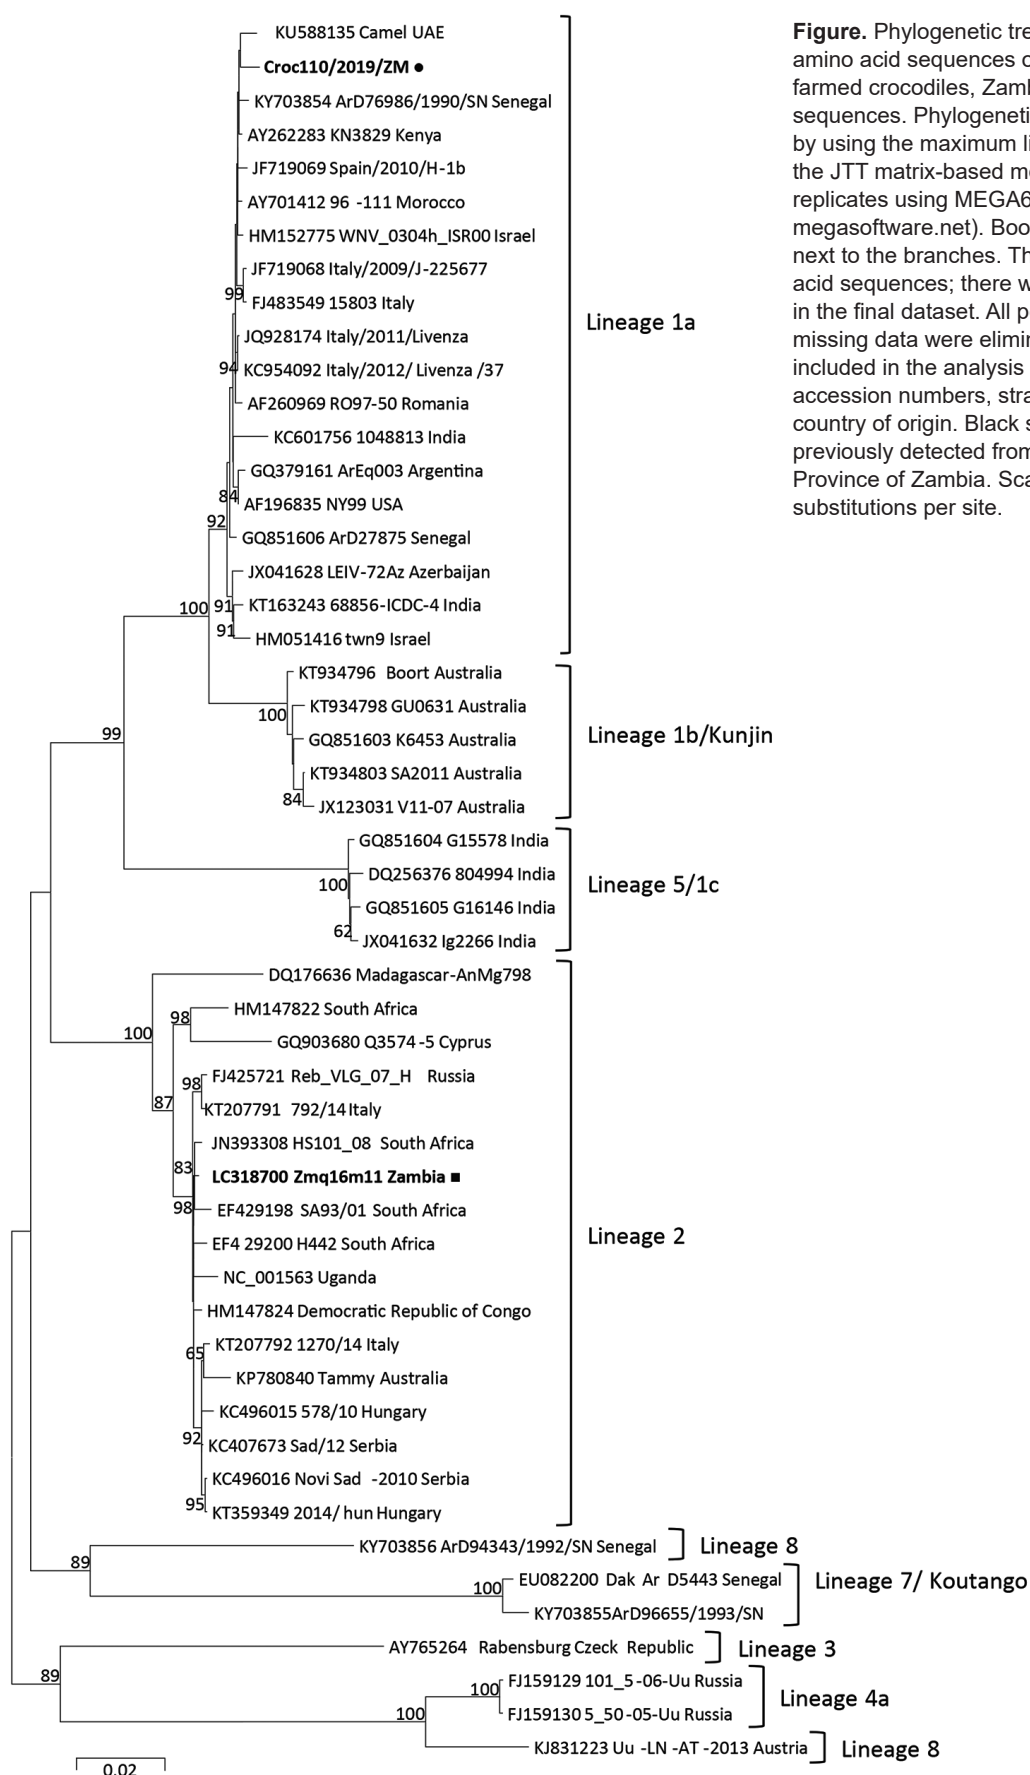 KU588135 Camel UAE
Croc110/2019/ZM ●
KY703854 ArD76986/1990/SN Senegal
AY262283 KN3829 Kenya
JF719069 Spain/2010/H-1b
AY701412 96 -111 Morocco
HM152775 WNV_0304h_ISR00 Israel
JF719068 Italy/2009/J-225677
99
FJ483549 15803 Italy
Lineage 1a
JQ928174 Italy/2011/Livenza
94
KC954092 Italy/2012/ Livenza /37
AF260969 RO97-50 Romania
KC601756 1048813 India
GQ379161 ArEq003 Argentina
84
AF196835 NY99 USA
92
GQ851606 ArD27875 Senegal
JX041628 LEIV-72Az Azerbaijan
100
91
KT163243 68856-ICDC-4 India
91
HM051416 twn9 Israel
KT934796 Boort Australia
KT934798 GU0631 Australia
100
99
GQ851603 K6453 Australia
Lineage 1b/Kunjin
KT934803 SA2011 Australia
84
JX123031 V11-07 Australia
GQ851604 G15578 India
DQ256376 804994 India
100
Lineage 5/1c
GQ851605 G16146 India
62
JX041632 Ig2266 India
DQ176636 Madagascar-AnMg798
HM147822 South Africa
98
100
GQ903680 Q3574 -5 Cyprus
FJ425721 Reb_VLG_07_H Russia
98
87
KT207791 792/14 Italy
JN393308 HS101_08 South Africa
83
LC318700 Zmq16m11 Zambia ■
98
EF429198 SA93/01 South Africa
Lineage 2
EF4 29200 H442 South Africa
NC_001563 Uganda
HM147824 Democratic Republic of Congo
KT207792 1270/14 Italy
65
KP780840 Tammy Australia
KC496015 578/10 Hungary
92
KC407673 Sad/12 Serbia
KC496016 Novi Sad -2010 Serbia
95
KT359349 2014/ hun Hungary
KY703856 ArD94343/1992/SN Senegal
Lineage 8
89
EU082200 Dak Ar D5443 Senegal
100
Lineage 7/ Koutango
KY703855ArD96655/1993/SN
AY765264 Rabensburg Czeck Republic
Lineage 3
89
FJ159129 101_5 -06-Uu Russia
100
Lineage 4a
FJ159130 5_50 -05-Uu Russia
100
KJ831223 Uu -LN -AT -2013 Austria
Lineage 8
0.02
Figure. Phylogenetic tre
amino acid sequences o
farmed crocodiles, Zam
sequences. Phylogenetic
by using the maximum li
the JTT matrix-based m
replicates using MEGA6
megasoftware.net). Boo
next to the branches. Th
acid sequences; there w
in the final dataset. All p
missing data were elimin
included in the analysis
accession numbers, stra
country of origin. Black s
previously detected from
Province of Zambia. Sca
substitutions per site.